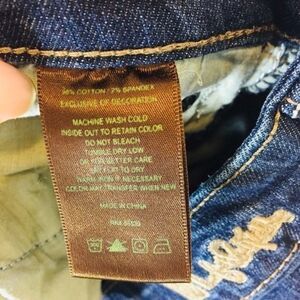 98% COTTON / 2% SPANDEX
EXCLUSIVE OF DECORATION
MACHINE WASH COLD
INSIDE OUT TO RETAIN COLOR
DO NOT BLEACH
TUMBLE DRY LOW
OR FOR BETTER CARE
LAY FLAT TO DRY
WARM IRON IF NECESSARY
COLOR MAY TRANSFER WHEN NEW
MADE IN CHINA